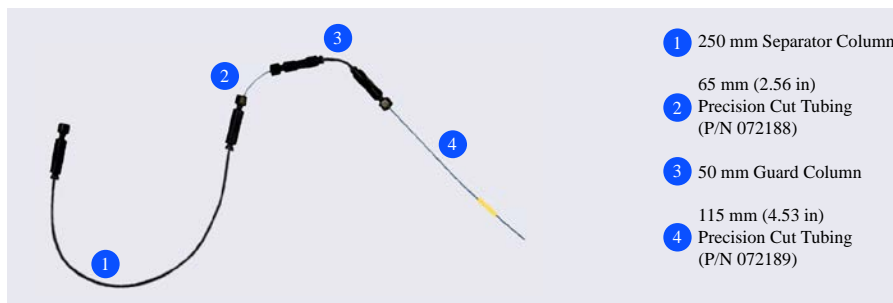 3
2
4
1
1 250 mm Separator Column
65 mm (2.56 in)
2 Precision Cut Tubing
(P/N 072188)
3 50 mm Guard Column
115 mm (4.53 in)
4 Precision Cut Tubing
(P/N 072189)